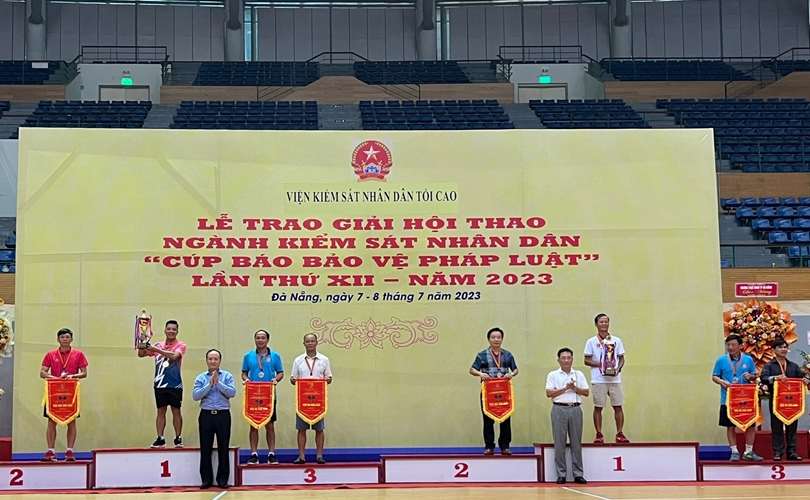 VIỆN KIỂM SÁT NHÂN DÂN TỐI CAO
LỄ TRAO GIẢI HỘI THAO
NGÀNH KIỂM SÁT NHÂN DÂN
“CÚP BÁO BẢO VỆ PHÁP LUẬT”
LẦN THỨ XII – NĂM 2023
Đà Nẵng, ngày 7 - 8 tháng 7 năm 2023
2
1
3
2
1
3